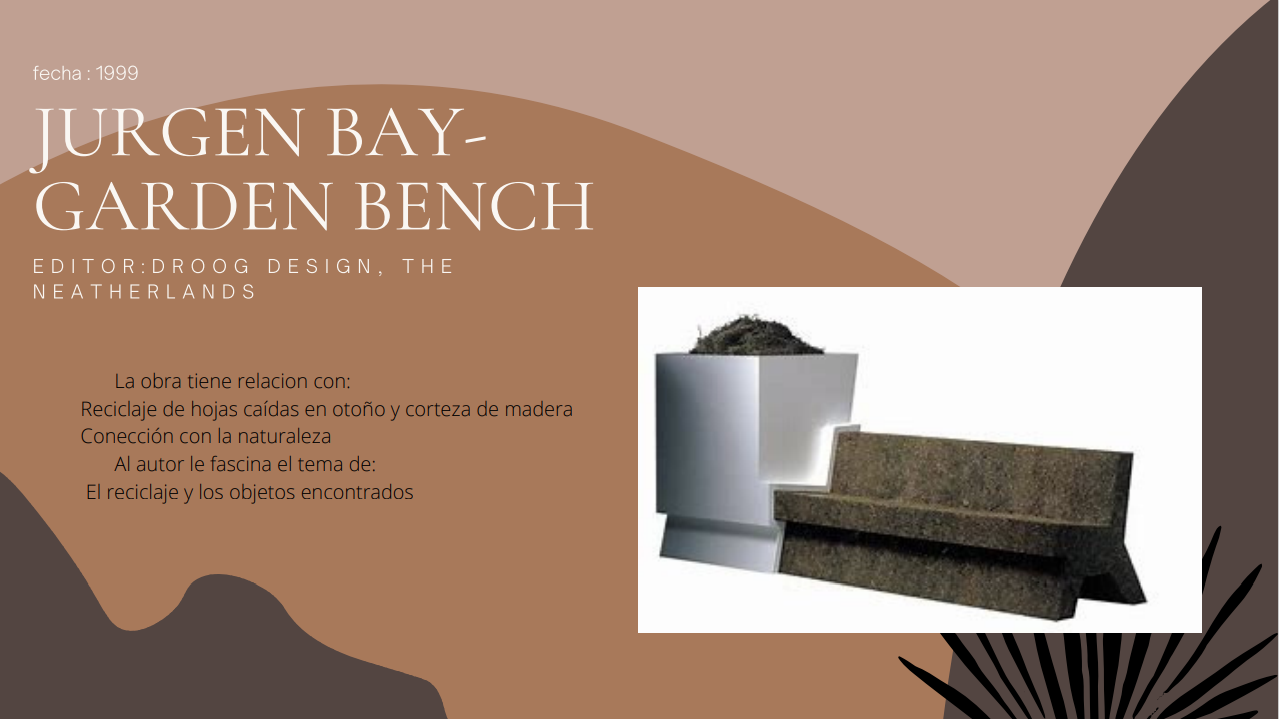 fecha : 1999
JURGEN BAY-
GARDEN BENCH
EDITOR:DROOG DESIGN, THE
NEATHERLANDS
La obra tiene relacion con:
Reciclaje de hojas caídas en otoño y corteza de madera
Conección con la naturaleza
Al autor le fascina el tema de:
El reciclaje y los objetos encontrados